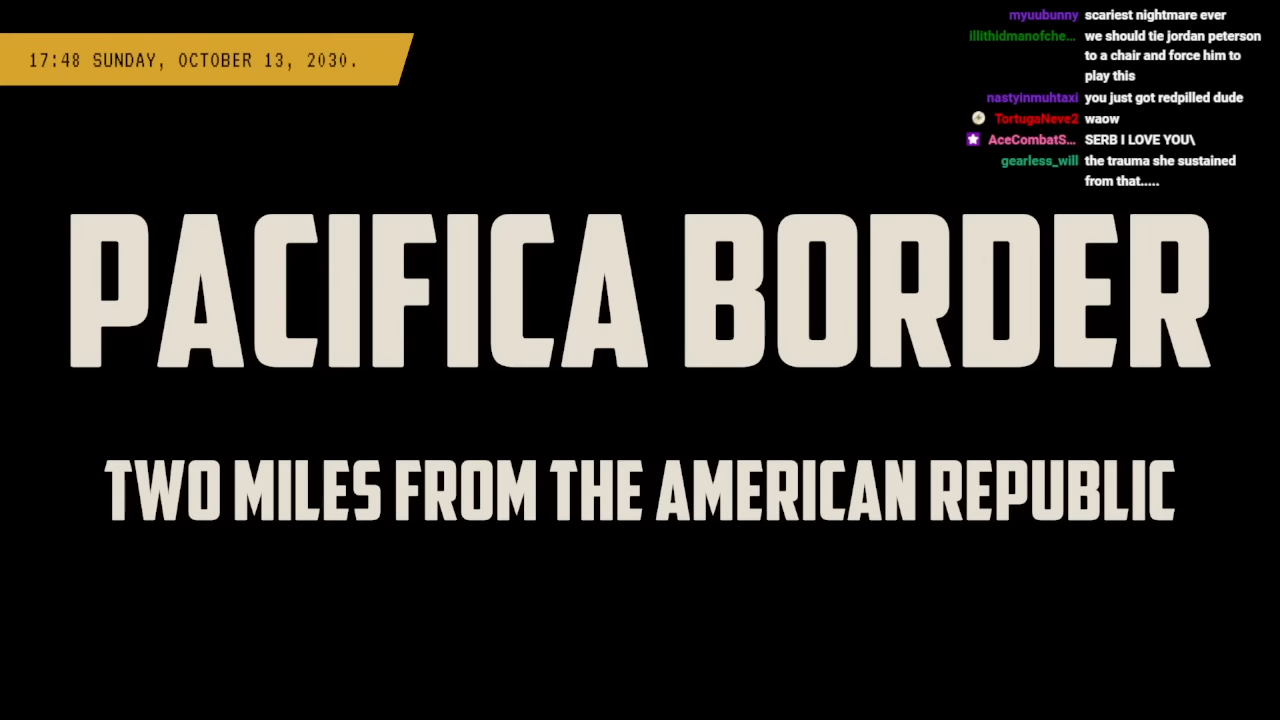 myuubunny scariest nightmare ever
illithidmanofche... we should tie jordan peterson
to a chair and force him to
play this
nastyinmuhtaxi you just got redpilled dude
TortugaNeve2 waow
AceCombatS... SERB I LOVE YOU\
gearless_will the trauma she sustained
from that.....
17:48 SUNDAY, OCTOBER 13, 2030.
PACIFICA BORDER
TWO MILES FROM THE AMERICAN REPUBLIC